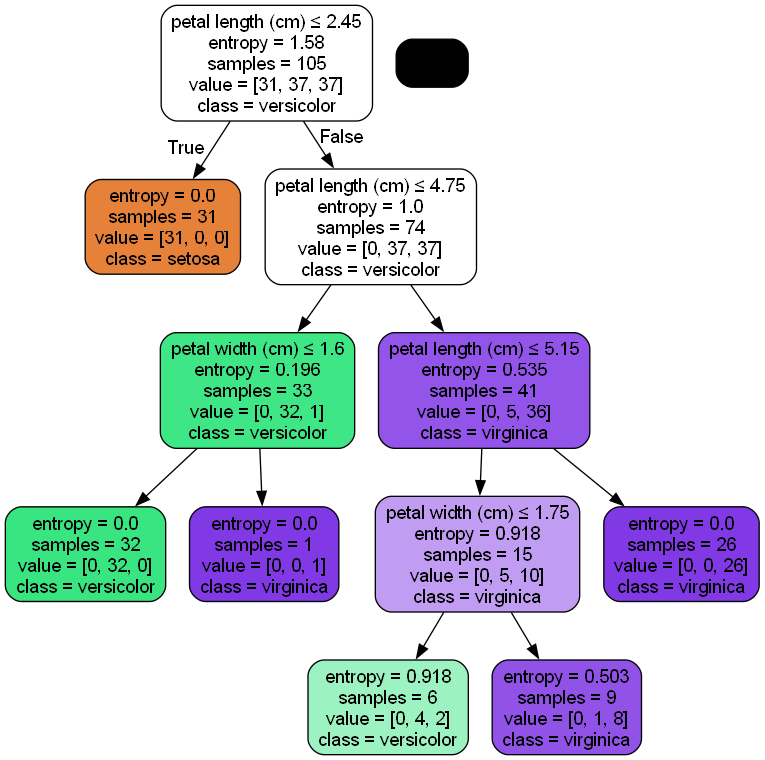 petal length (cm) ≤ 2.45
entropy = 1.58
samples = 105
value = [31, 37, 37]
class = versicolor
True
False
entropy = 0.0
samples = 31
value = [31, 0, 0]
class = setosa
petal length (cm) ≤ 4.75
entropy = 1.0
samples = 74
value = [0, 37, 37]
class = versicolor
petal width (cm) ≤ 1.6
entropy = 0.196
samples = 33
value = [0, 32, 1]
class = versicolor
petal length (cm) ≤ 5.15
entropy = 0.535
samples = 41
value = [0, 5, 36]
class = virginica
entropy = 0.0
samples = 32
value = [0, 32, 0]
class = versicolor
entropy = 0.0
samples = 1
value = [0, 0, 1]
class = virginica
petal width (cm) ≤ 1.75
entropy = 0.918
samples = 15
value = [0, 5, 10]
class = virginica
entropy = 0.0
samples = 26
value = [0, 0, 26]
class = virginica
entropy = 0.918
samples = 6
value = [0, 4, 2]
class = versicolor
entropy = 0.503
samples = 9
value = [0, 1, 8]
class = virginica